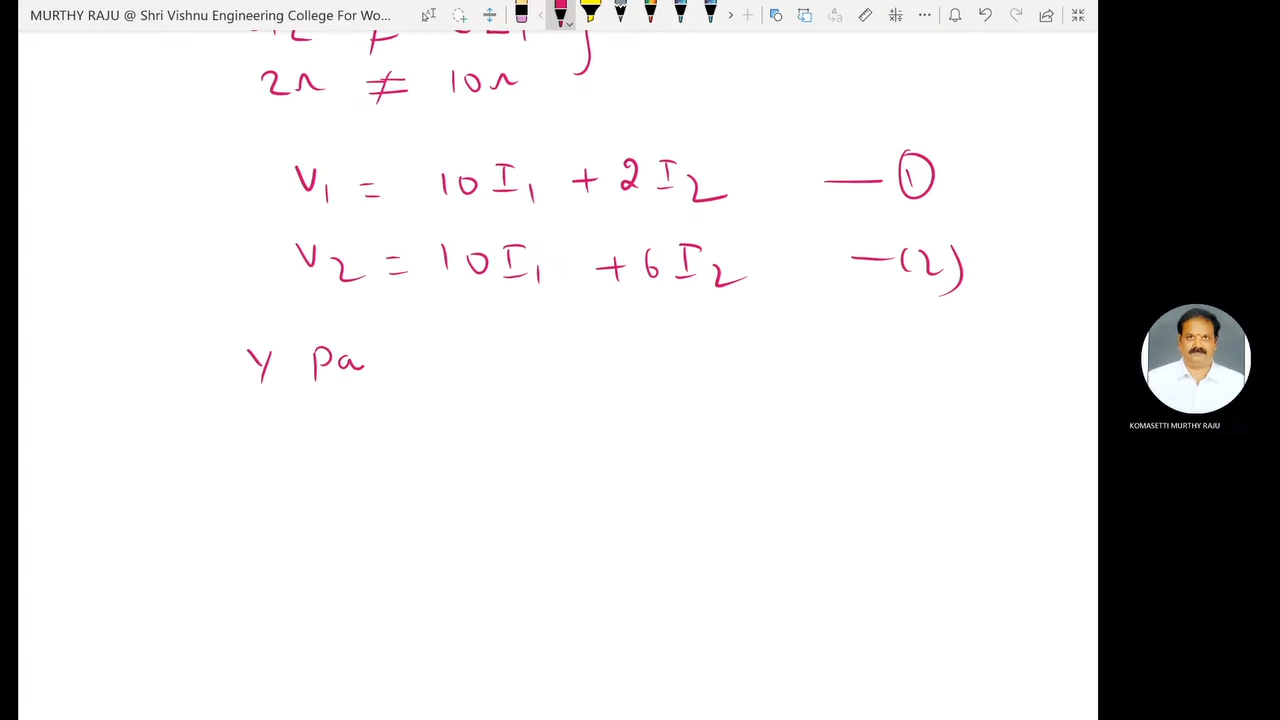 MURTHY RAJU @ Shri Vishnu Engineering College For Wo...
2Ω ≠ 10Ω
V₁ = 10I₁ + 2I₂ —①
V₂ = 10I₁ + 6I₂ —(2)
Y Pa
KOMASETTI MURTHY RAJU